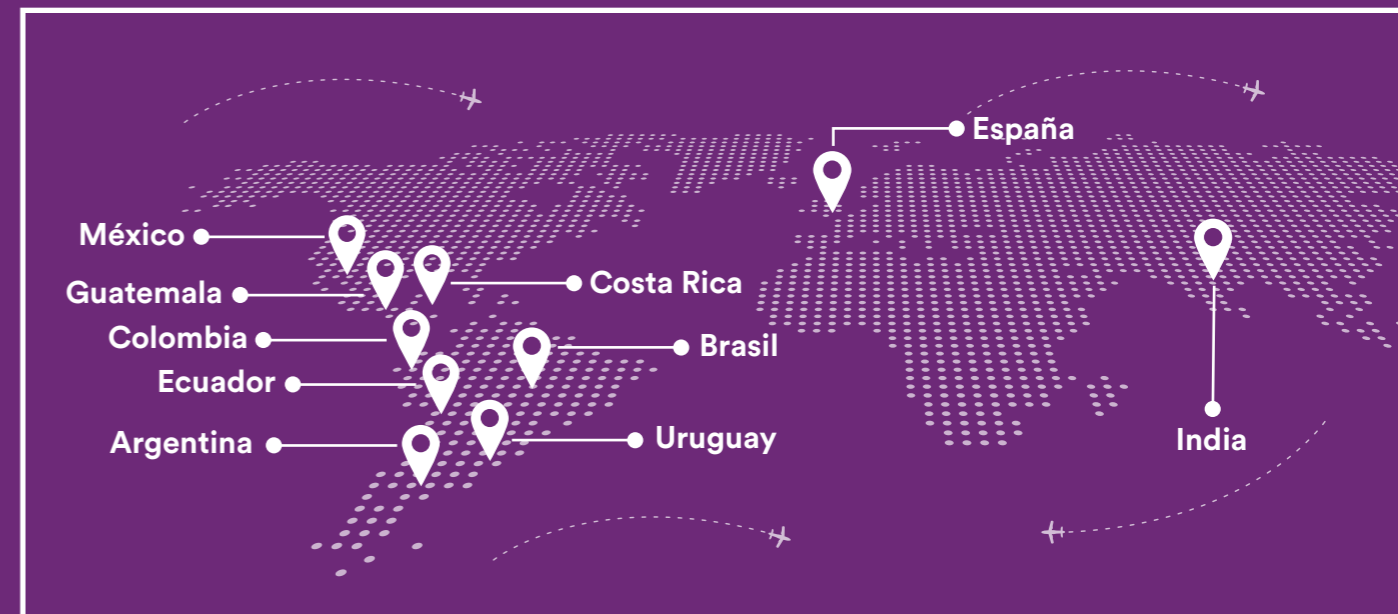 España
México
Guatemala
Costa Rica
Colombia
Brasil
Ecuador
Argentina
Uruguay
India